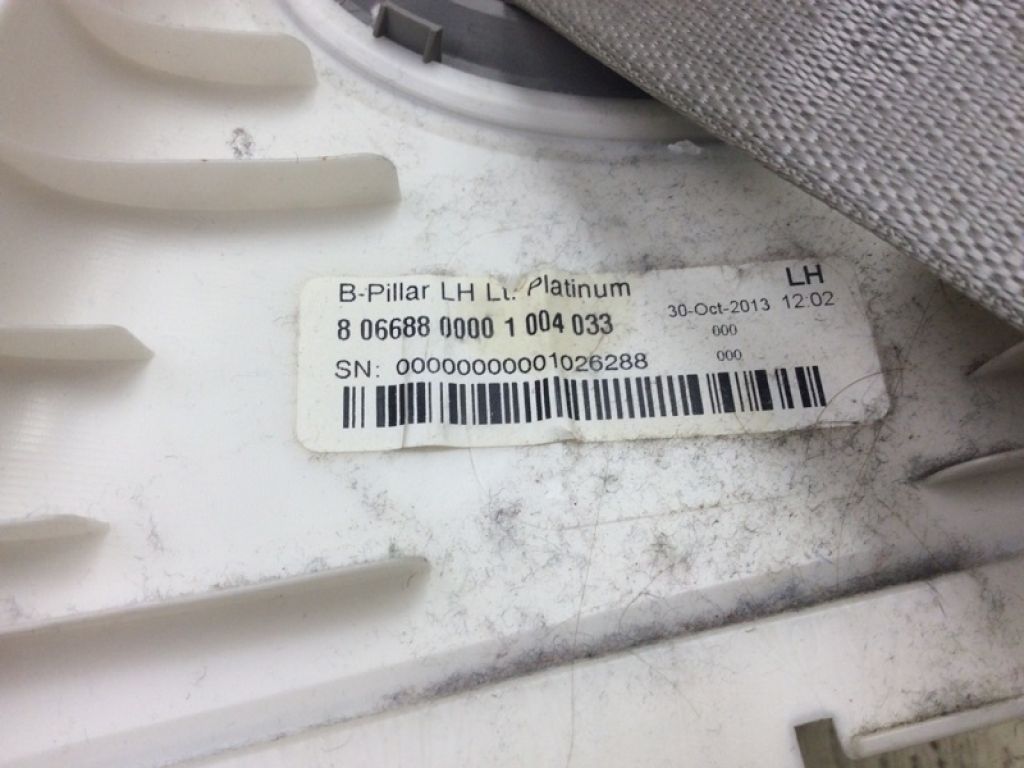 B-Pillar LH Lt. Platinum
LH
8 06688 0000 1 004 033
30-Oct-2013 12:02
000
SN: 00000000001026288
000